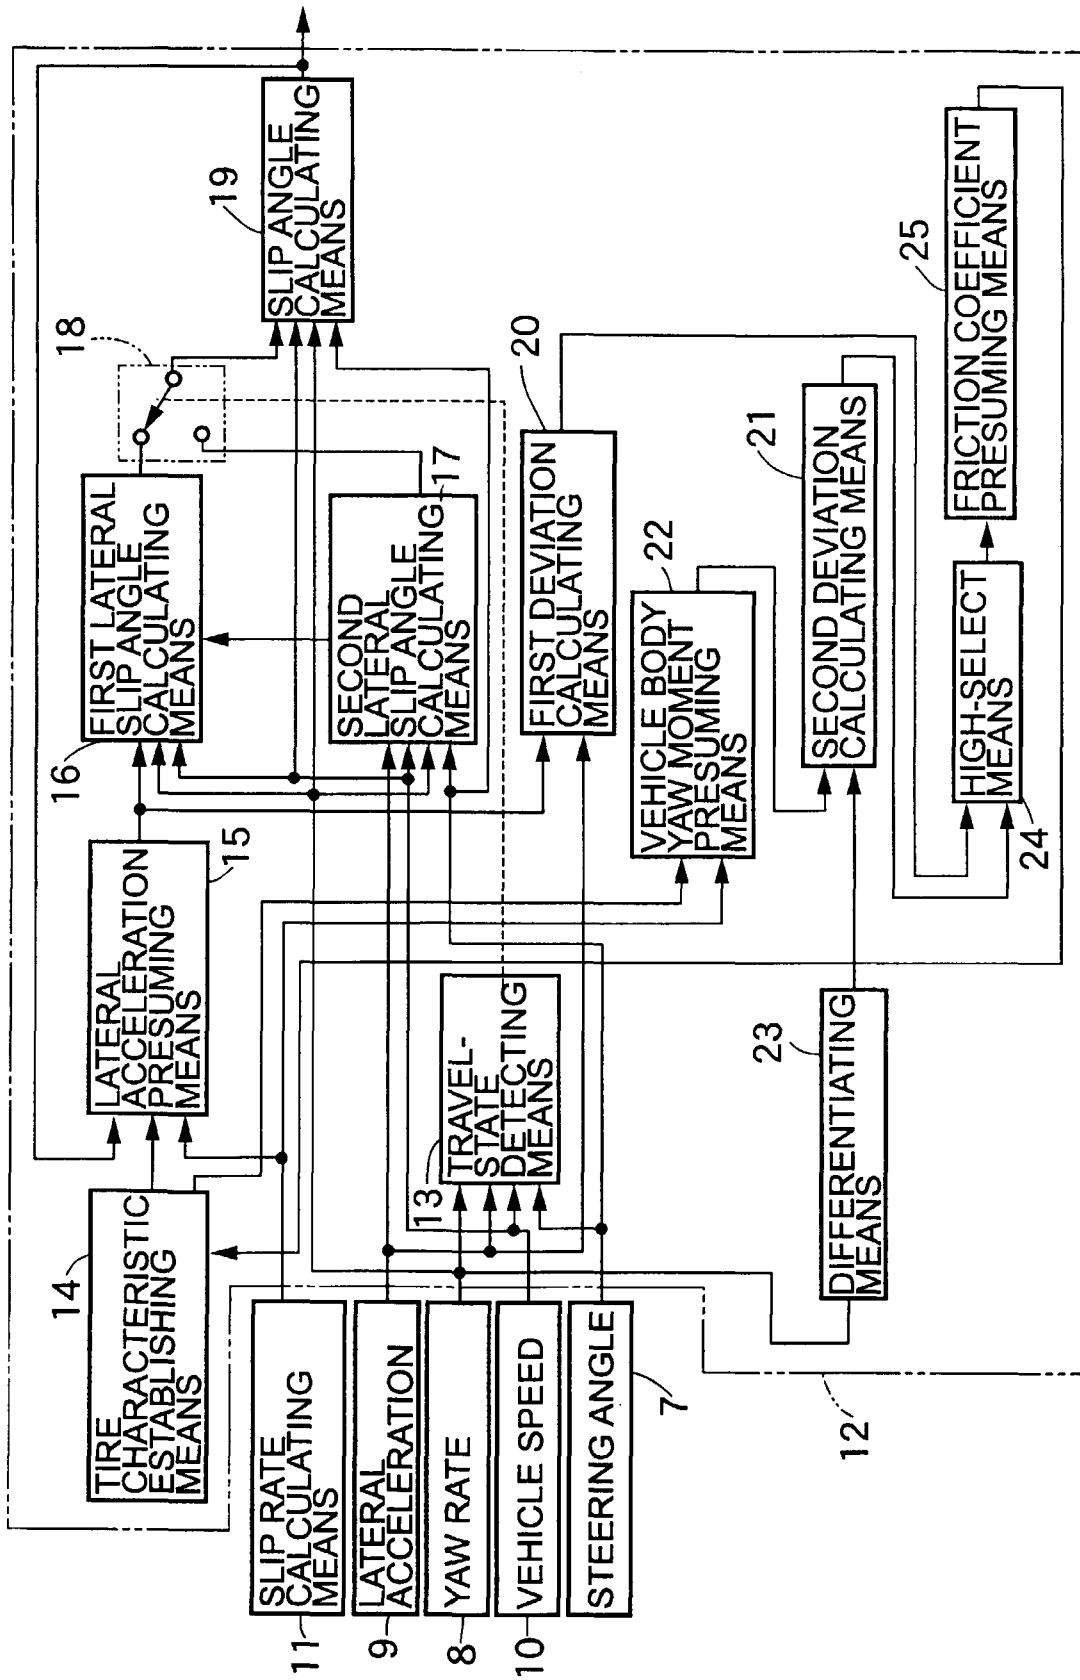 14
TIRE
CHARACTERISTIC
ESTABLISHING
MEANS
15
LATERAL
ACCELERATION
PRESUMING
MEANS
16
FIRST LATERAL
SLIP ANGLE
CALCULATING
MEANS
18
19
SLIP ANGLE
CALCULATING
MEANS
11
SLIP RATE
CALCULATING
MEANS
9
LATERAL
ACCELERATION
8
YAW RATE
10
VEHICLE SPEED
7
STEERING ANGLE
12
13
TRAVEL-
STATE
DETECTING
MEANS
17
SECOND
LATERAL
SLIP ANGLE
CALCULATING
MEANS
20
FIRST DEVIATION
CALCULATING
MEANS
22
VEHICLE BODY
YAW MOMENT
PRESUMING
MEANS
21
SECOND DEVIATION
CALCULATING MEANS
23
DIFFERENTIATING
MEANS
24
HIGH-SELECT
MEANS
25
FRICTION COEFFICIENT
PRESUMING MEANS